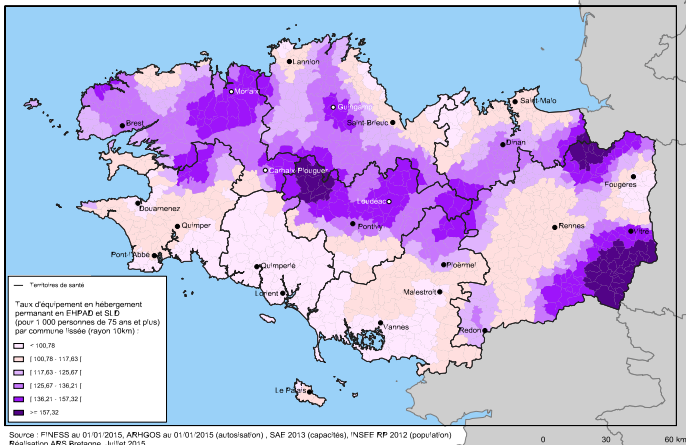 Lannion
Morlaix
Guingamp
Saint-Malo
Brest
Saint-Brieuc
Dinan
Carhaix-Plouguer
Fougères
Loudéac
Douarnenez
Quimper
Pontivy
Rennes
Vitré
Pont-l'Abbé
Quimperlé
Ploërmel
Lorient
Malestroit
Vannes
Redon
Le Palais
Territoires de santé
Taux d'équipement en hébergement
permanant en EHPAD et SLD
(pour 1 000 personnes de 75 ans et plus)
par commune lissée (rayon 10km) :
< 100,78
[ 100,78 - 117,63 [
[ 117,63 - 125,67 [
[ 125,67 - 136,21 [
[ 136,21 - 157,32 [
>= 157,32
0 30 60 km
Source : FINESS au 01/01/2015, ARHGOS au 01/01/2015 (autorisation) , SAE 2013 (capacités), INSEE RP 2012 (population)
Réalisation ARS Bretagne, Juillet 2015